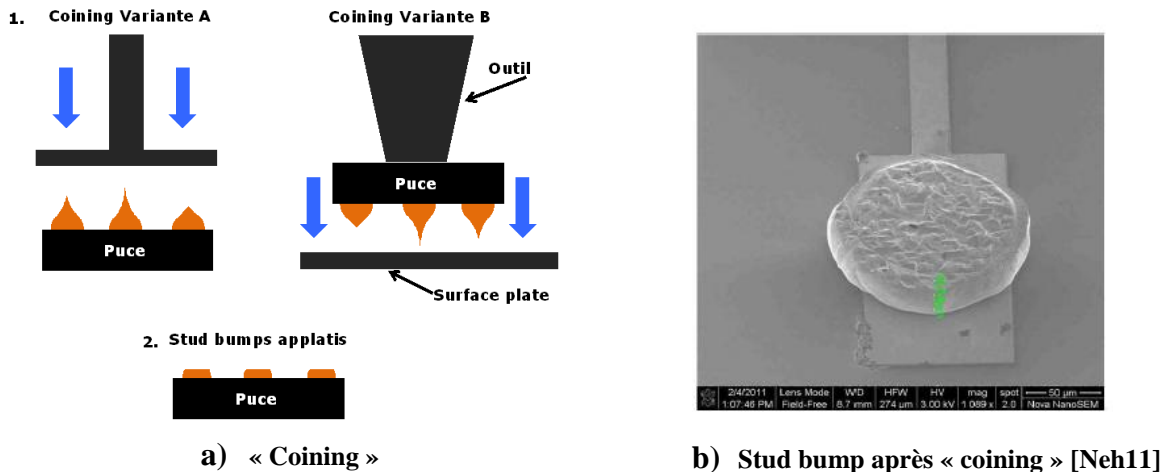 1. Coining Variante A
Coining Variante B
Outil
Puce
Puce
Surface plate
2. Stud bumps applatis
Puce
2/4/2011 1:07:46 PM Lens Mode Field-Free WD 8.7 mm HFW 274 µm HV 3.00 kV mag 1 089 x spot 2.0 50 µm Nova NanoSEM
a) « Coining »
b) Stud bump après « coining » [Neh11]